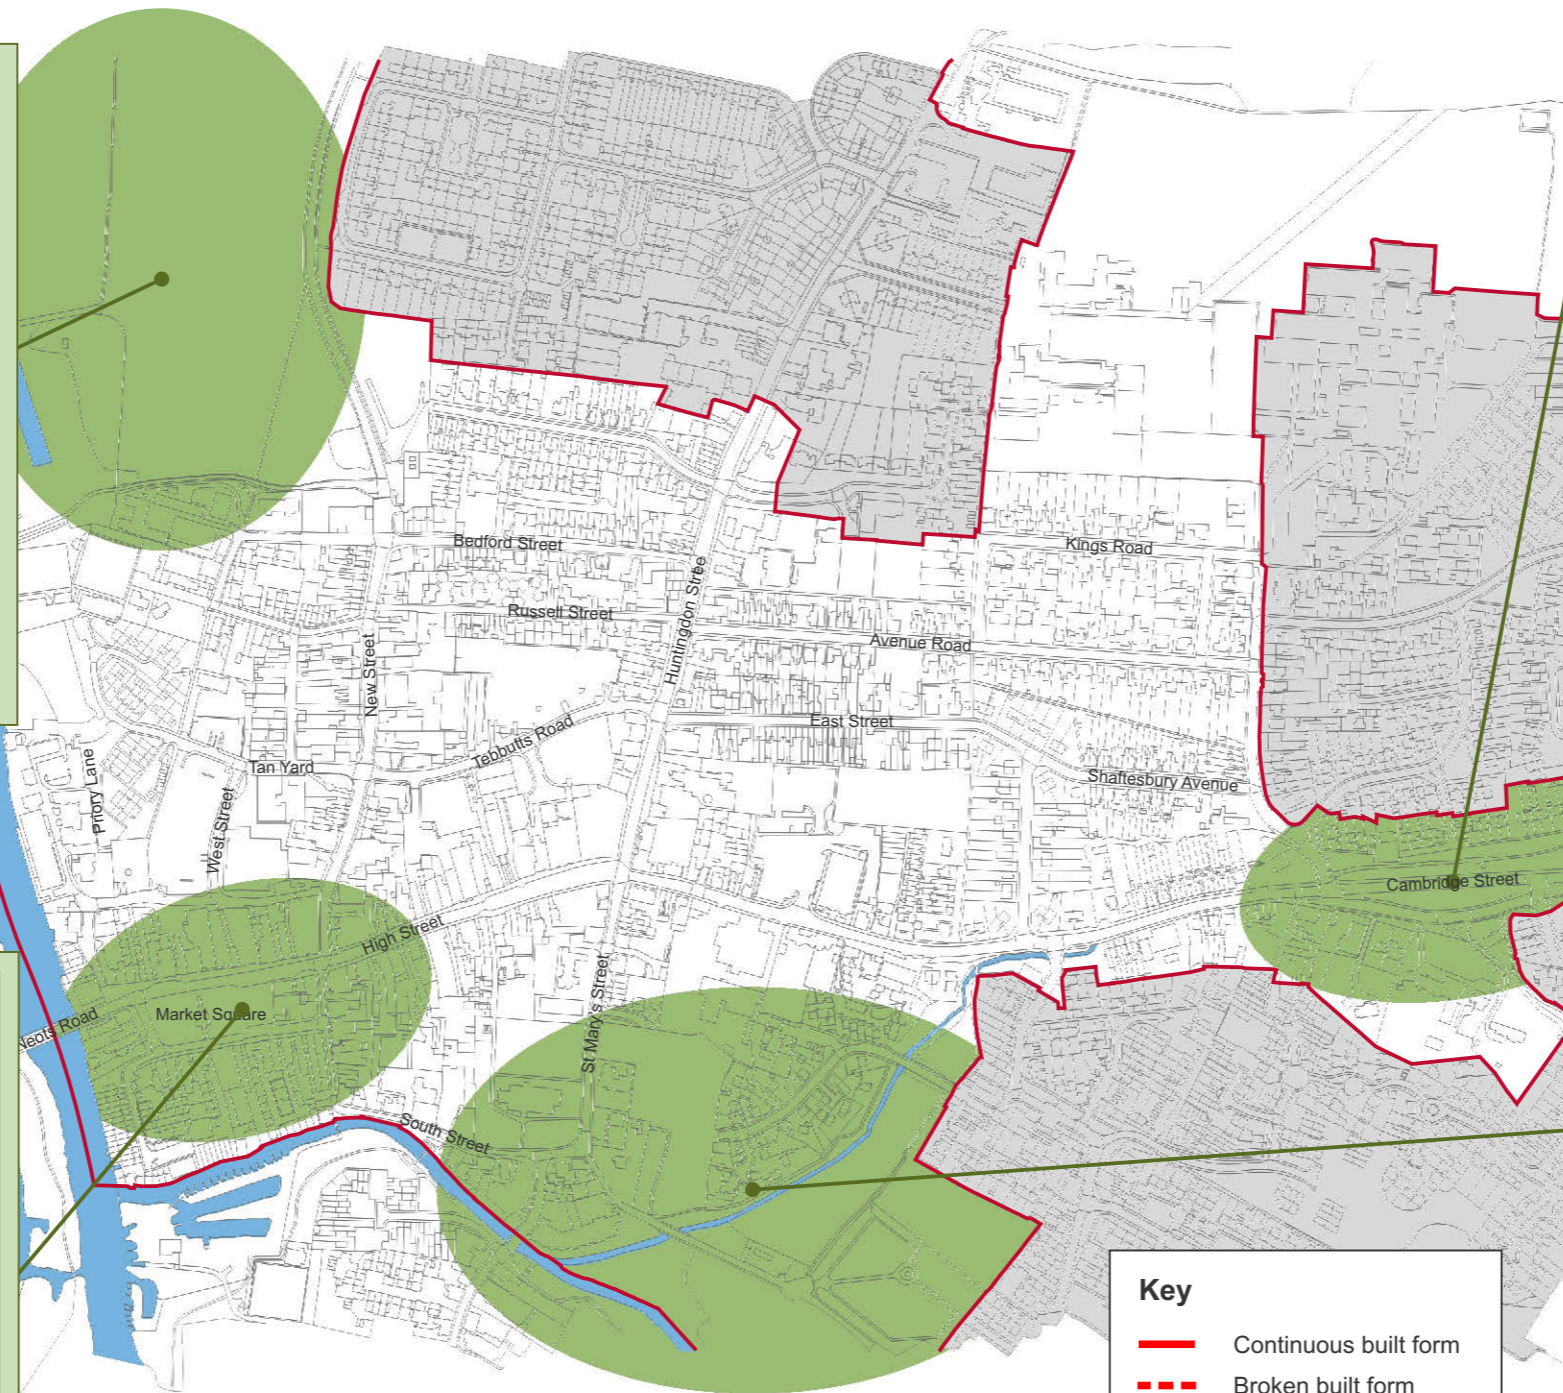 Bedford Street
Kings Road
Huntingdon Stree
Russell Street
Avenue Road
New Street
East Street
Tebbutts Road
Tan Yard
Shaftesbury Avenue
Priory Lane
West Street
Cambridge Street
High Street
Market Square
Neots Road
St Mary's Street
South Street
Key
Continuous built form
Broken built form